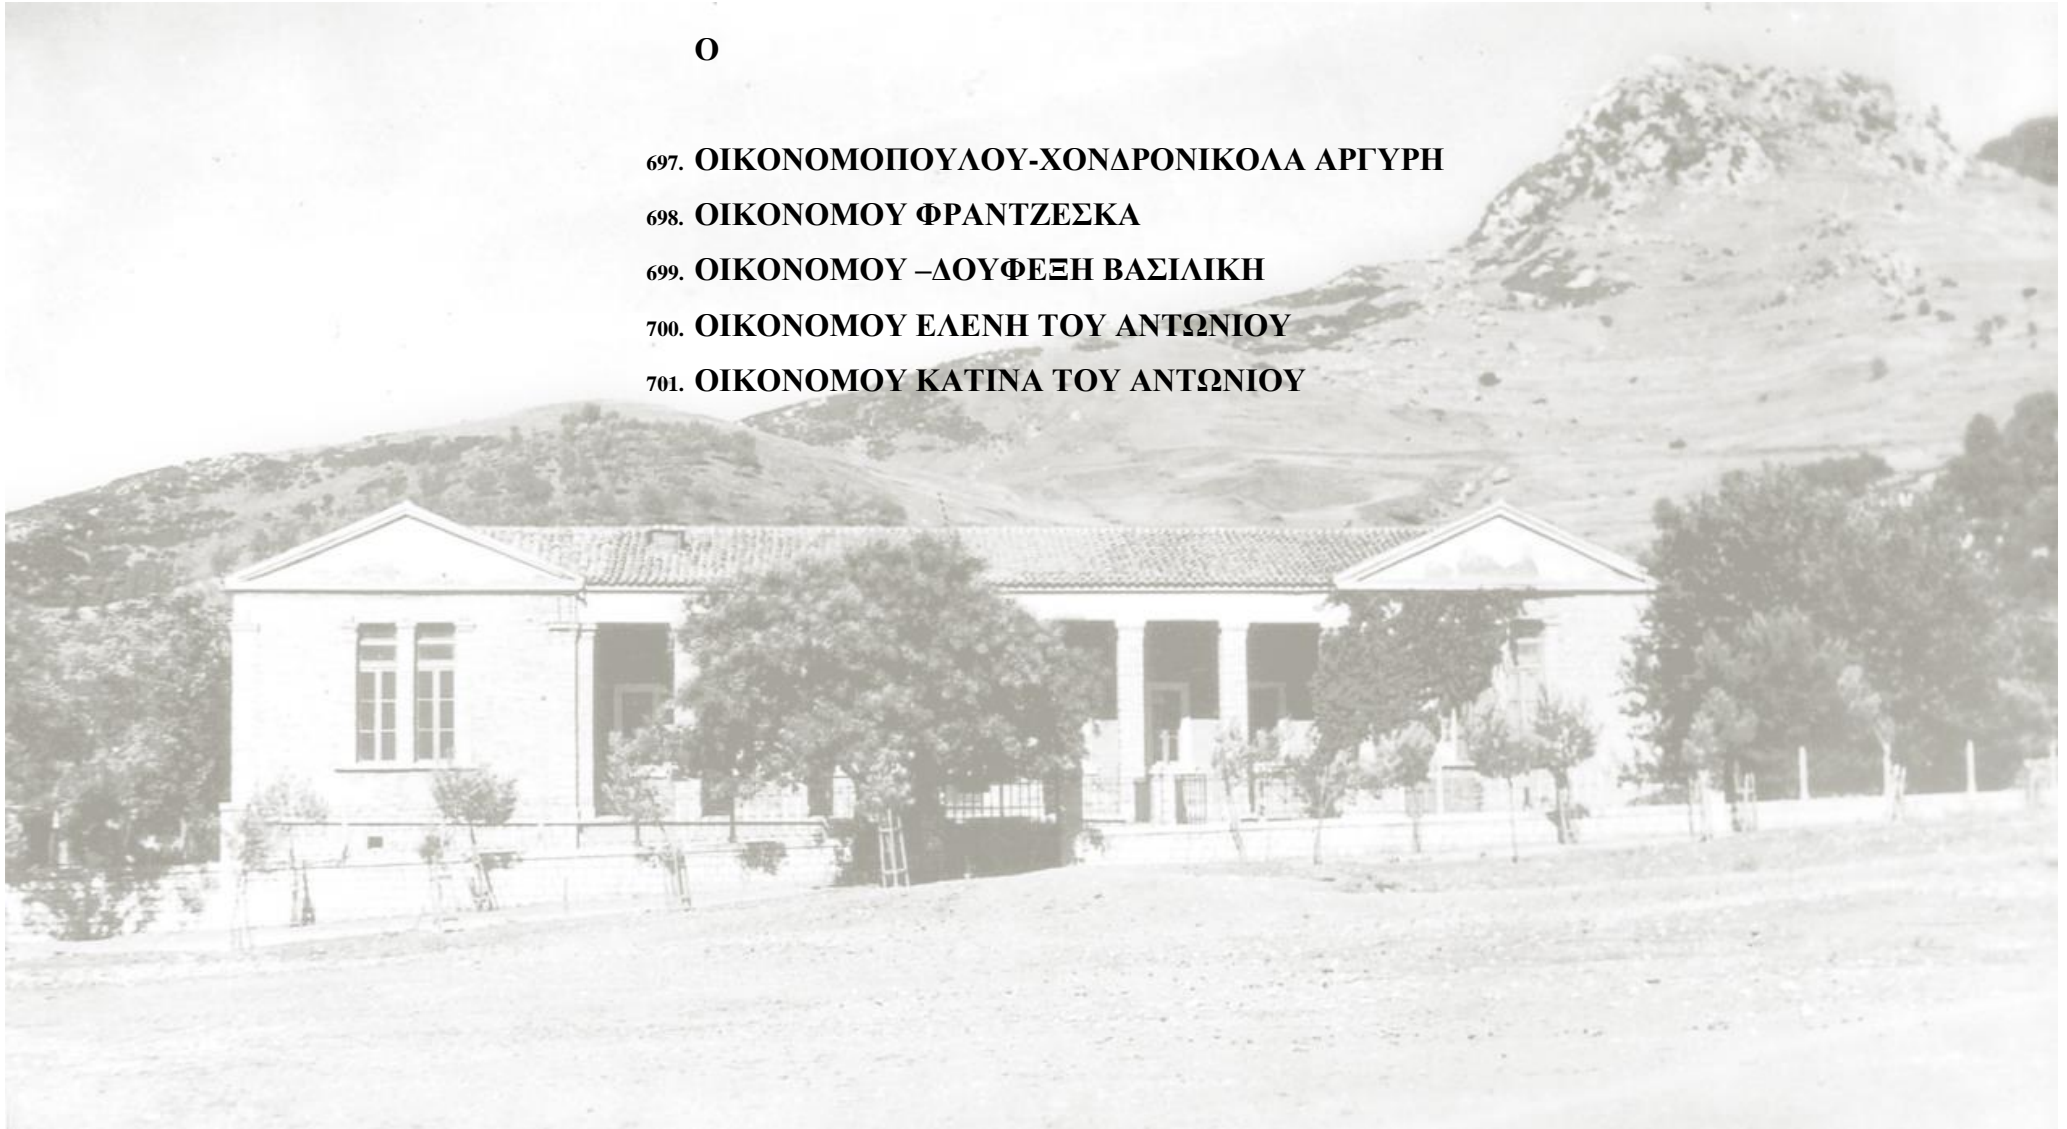 Ο
697. ΟΙΚΟΝΟΜΟΠΟΥΛΟΥ-ΧΟΝΔΡΟΝΙΚΟΛΑ ΑΡΓΥΡΗ
698. ΟΙΚΟΝΟΜΟΥ ΦΡΑΝΤΖΕΣΚΑ
699. ΟΙΚΟΝΟΜΟΥ –ΔΟΥΦΕΞΗ ΒΑΣΙΛΙΚΗ
700. ΟΙΚΟΝΟΜΟΥ ΕΛΕΝΗ ΤΟΥ ΑΝΤΩΝΙΟΥ
701. ΟΙΚΟΝΟΜΟΥ ΚΑΤΙΝΑ ΤΟΥ ΑΝΤΩΝΙΟΥ